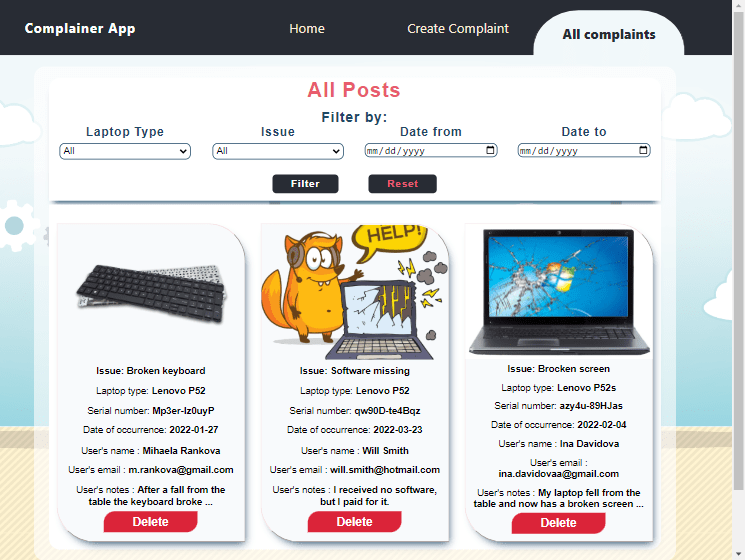 Complainer App
Home
Create Complaint
All complaints
All Posts
Filter by:
Laptop Type
Issue
Date from
Date to
All
All
mm/dd/yyyy
mm/dd/yyyy
Filter
Reset
HELP!
Issue: Broken keyboard
Laptop type: Lenovo P52
Serial number: Mp3er-lz0uyP
Date of occurrence: 2022-01-27
User's name : Mihaela Rankova
User's email : m.rankova@gmail.com
User's notes : After a fall from the
table the keyboard broke ...
Delete
Issue: Software missing
Laptop type: Lenovo P52
Serial number: qw90D-te4Bqz
Date of occurrence: 2022-03-23
User's name : Will Smith
User's email : will.smith@hotmail.com
User's notes : I received no software,
but I paid for it.
Delete
Issue: Brocken screen
Laptop type: Lenovo P52s
Serial number: azy4u-89HJas
Date of occurrence: 2022-02-04
User's name : Ina Davidova
User's email :
ina.davidovaa@gmail.com
User's notes : My laptop fell from the
table and now has a broken screen ...
Delete